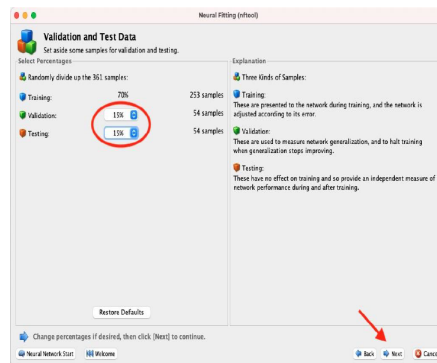 Neural Fitting (nftool)
Validation and Test Data
Set aside some samples for validation and testing.
Select Percentages
Randomly divide up the 361 samples:
Training: 70% 253 samples
Validation: 15% 54 samples
Testing: 15% 54 samples
Restore Defaults
Explanation
Three Kinds of Samples:
Training:
These are presented to the network during training, and the network is
adjusted according to its error.
Validation:
These are used to measure network generalization, and to halt training
when generalization stops improving.
Testing:
These have no effect on training and so provide an independent measure of
network performance during and after training.
Change percentages if desired, then click [Next] to continue.
Neural Network Start Welcome Back Next Cance